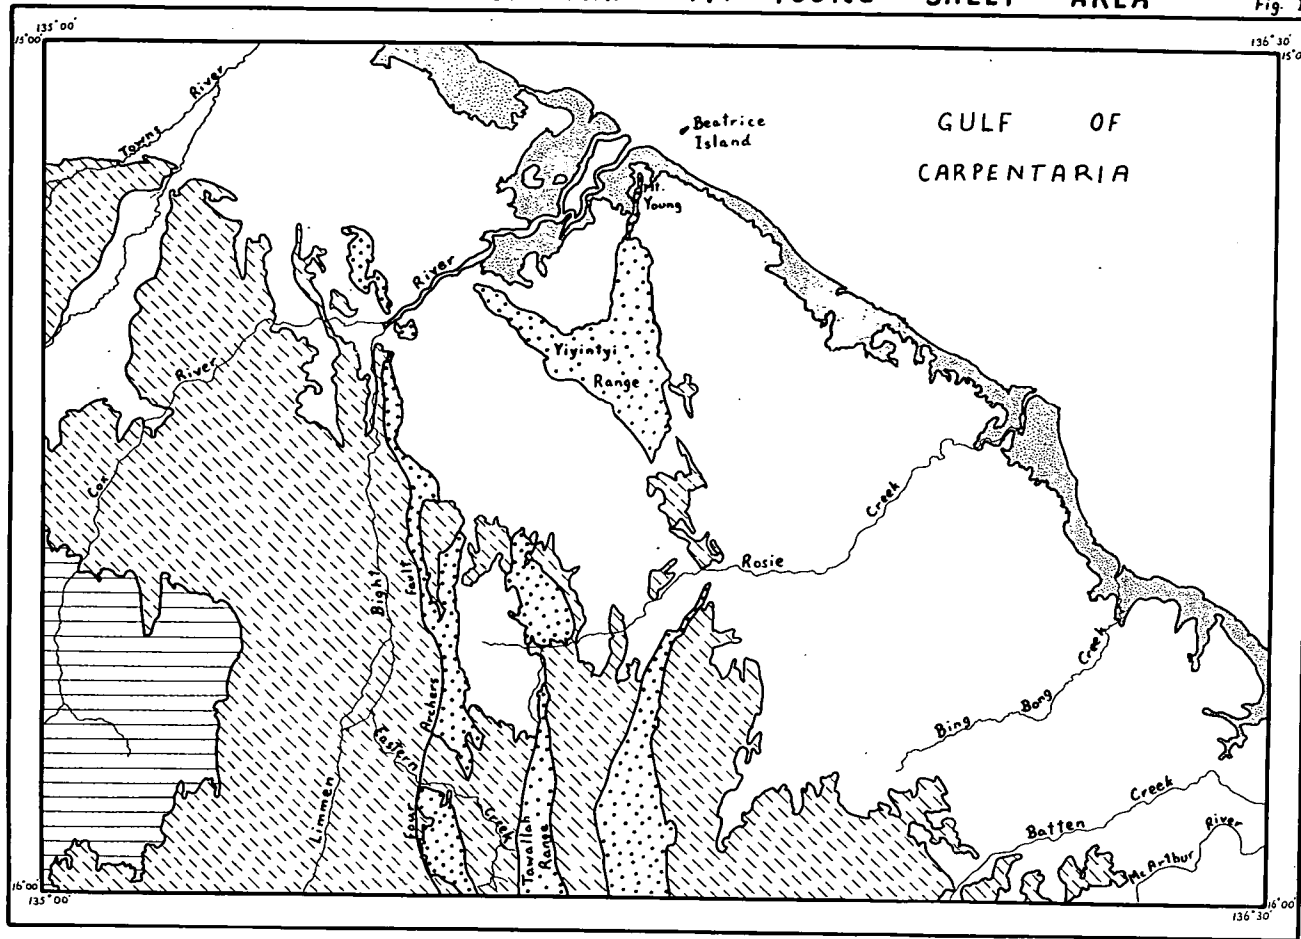 YOUNG SHEET AREA
Fig.
135°00'
15°00'
136°30'
15°0
Towns River
Beatrice
Island
GULF OF
CARPENTARIA
Mt.
Young
River
River
Cox
Yiyintyi
Range
Creek
Rosie
Bight
Limmen
Fault
Archers
Four
Eastern
Creek
Tawallah
Range
Bing Bong Creek
Batten Creek
McArthur River
16°00'
135°00'
16°00'
136°30'